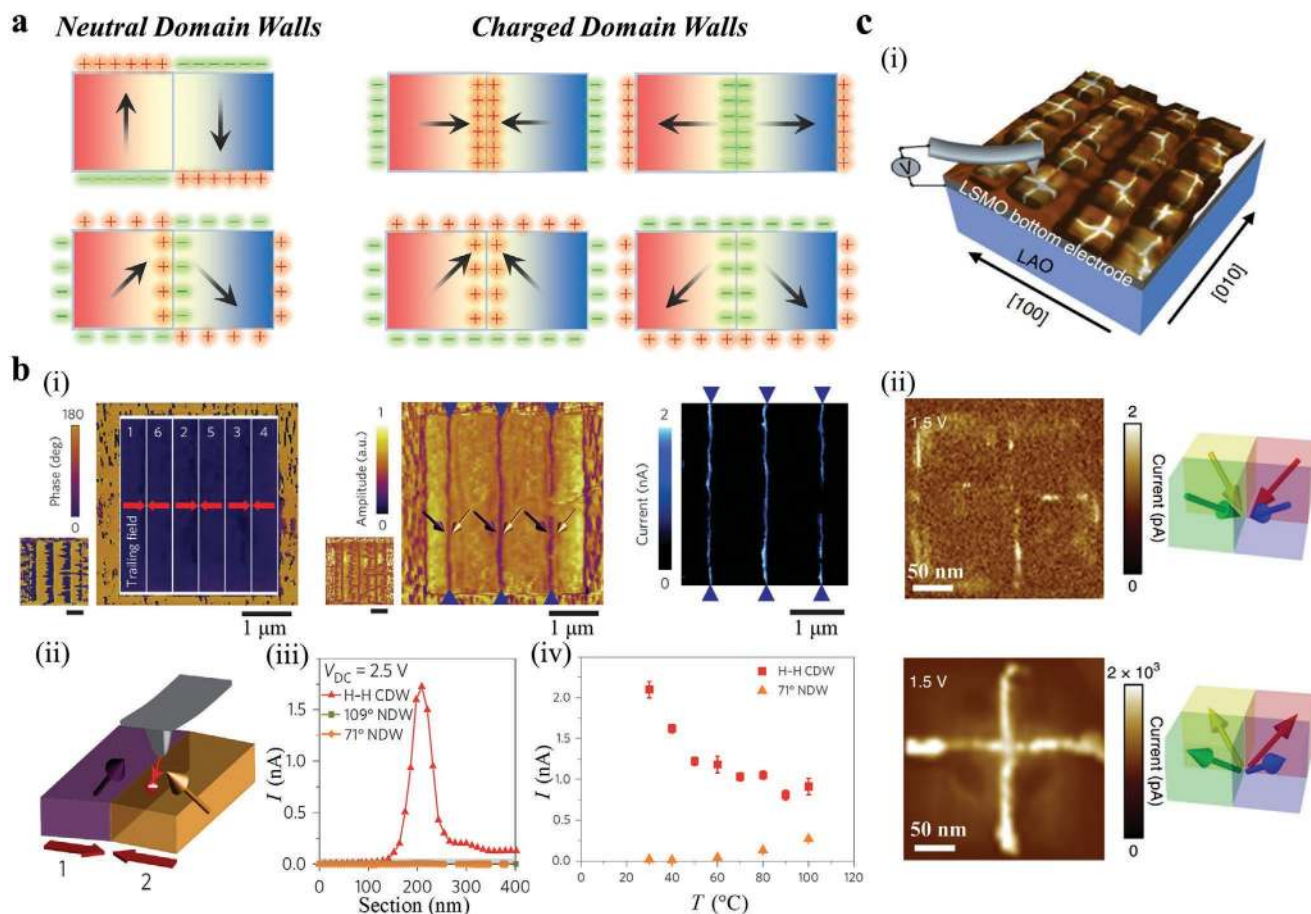 a
Neutral Domain Walls
Charged Domain Walls
c
(i)
V
LSMO bottom electrode
LAO
[100]
[010]
b
(i)
180
Phase (deg)
0
1 6 2 5 3 4
Trailing field
1 μm
1
Amplitude (a.u.)
0
1 μm
2
Current (nA)
0
1 μm
(ii)
1.5 V
50 nm
2
Current (pA)
0
(ii)
1 2
(iii)
V_DC = 2.5 V
H–H CDW
109° NDW
71° NDW
I (nA)
1.5
1.0
0.5
0.0
0 100 200 300 400
Section (nm)
(iv)
H–H CDW
71° NDW
I (nA)
2.5
2.0
1.5
1.0
0.5
0.0
0 20 40 60 80 100 120
T (°C)
1.5 V
50 nm
2 × 10³
Current (pA)
0